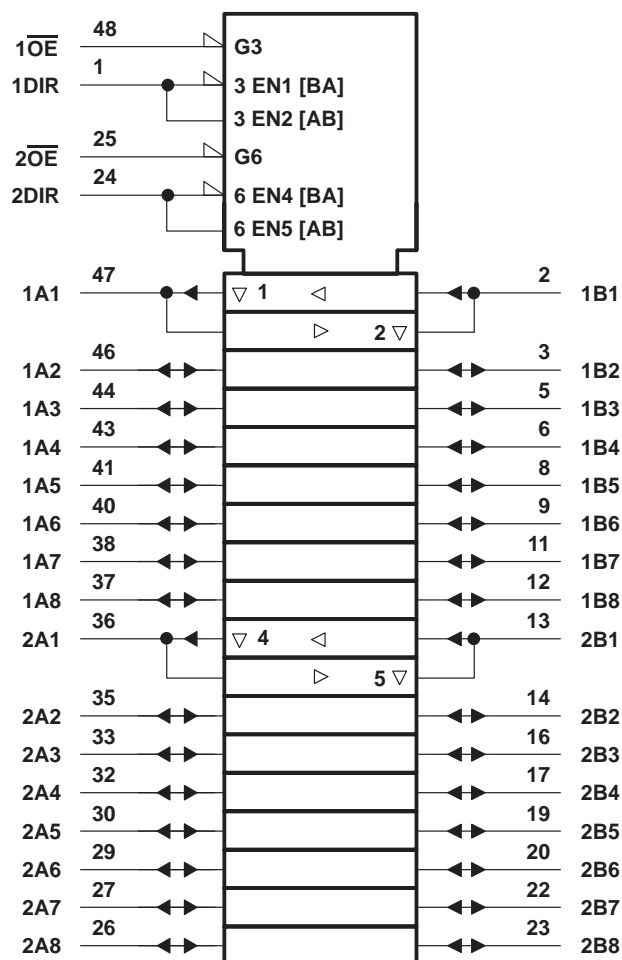 48
1O̅E̅ G3
1
1DIR 3 EN1 [BA]
3 EN2 [AB]
25
2O̅E̅ G6
24
2DIR 6 EN4 [BA]
6 EN5 [AB]
47 2
1A1 ▽ 1 ◁ 1B1
▷ 2 ▽
46 3
1A2 1B2
44 5
1A3 1B3
43 6
1A4 1B4
41 8
1A5 1B5
40 9
1A6 1B6
38 11
1A7 1B7
37 12
1A8 1B8
36 13
2A1 ▽ 4 ◁ 2B1
▷ 5 ▽
35 14
2A2 2B2
33 16
2A3 2B3
32 17
2A4 2B4
30 19
2A5 2B5
29 20
2A6 2B6
27 22
2A7 2B7
26 23
2A8 2B8